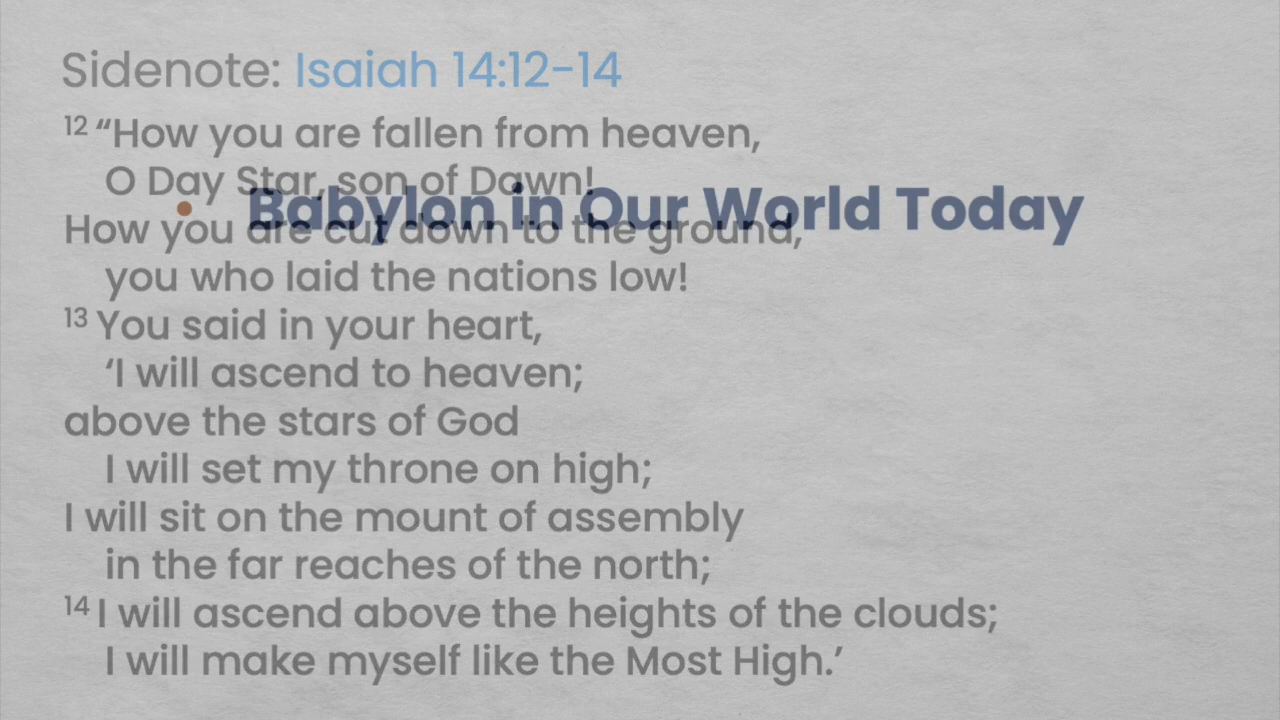 Sidenote: Isaiah 14:12-14
12 “How you are fallen from heaven,
O Day Star, son of Dawn!
• Babylon in Our World Today
How you are cut down to the ground,
you who laid the nations low!
13 You said in your heart,
‘I will ascend to heaven;
above the stars of God
I will set my throne on high;
I will sit on the mount of assembly
in the far reaches of the north;
14 I will ascend above the heights of the clouds;
I will make myself like the Most High.’